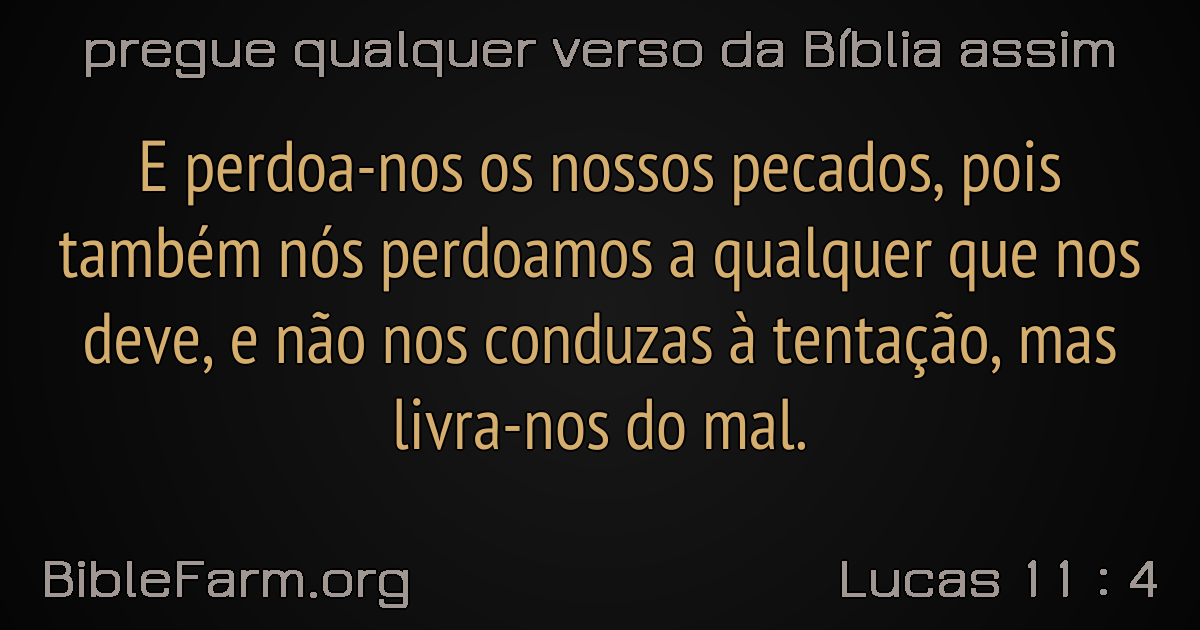 pregue qualquer verso da Bíblia assim
E perdoa-nos os nossos pecados, pois
também nós perdoamos a qualquer que nos
deve, e não nos conduzas à tentação, mas
livra-nos do mal.
BibleFarm.org
Lucas 11 : 4